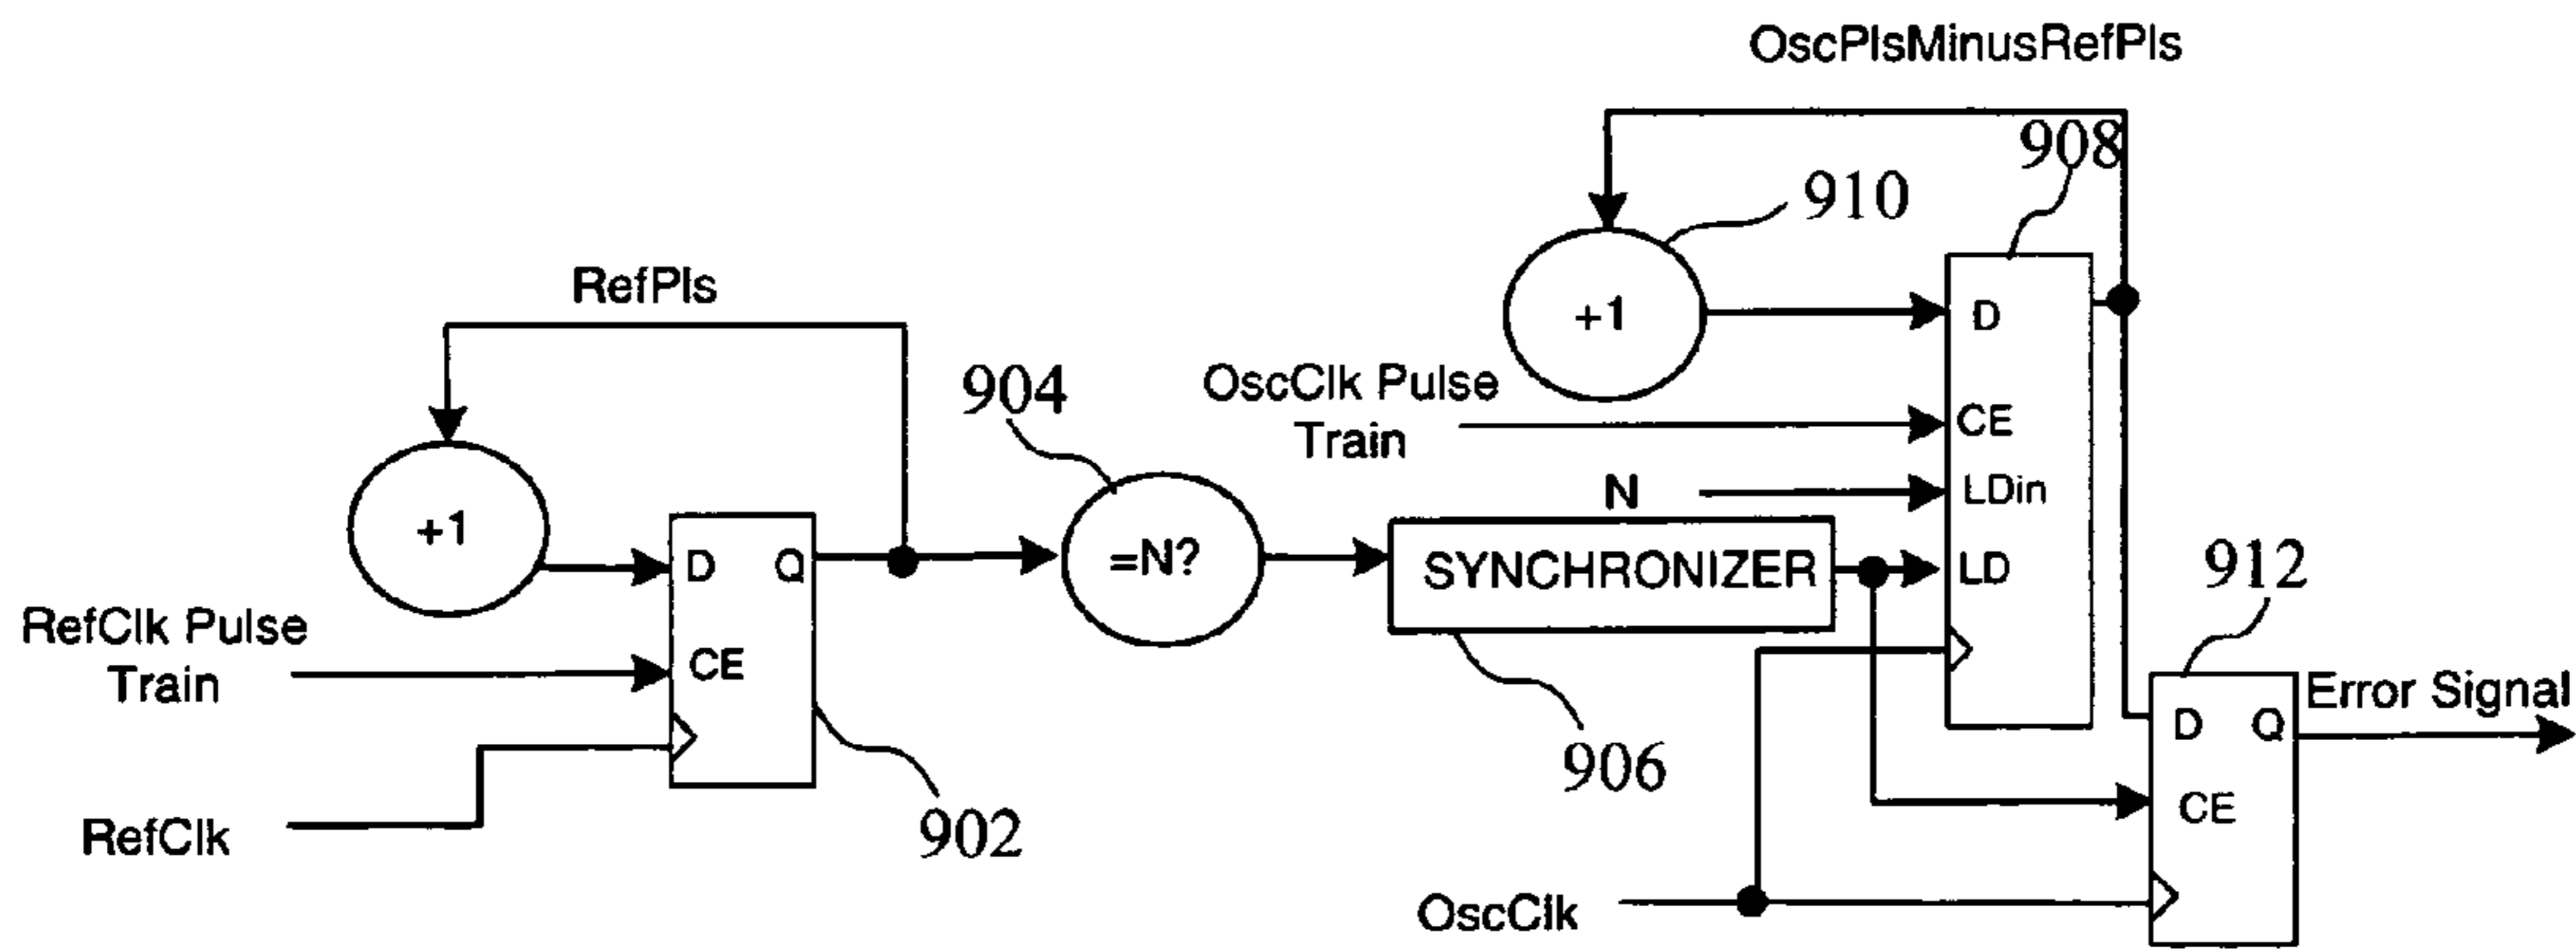 OscPlsMinusRefPls
908
910
+1
D
OscClk Pulse
Train
CE
N
LDin
SYNCHRONIZER
LD
906
RefPls
+1
904
=N?
D Q
RefClk Pulse
Train
CE
902
RefClk
912
Error Signal
D Q
CE
OscClk